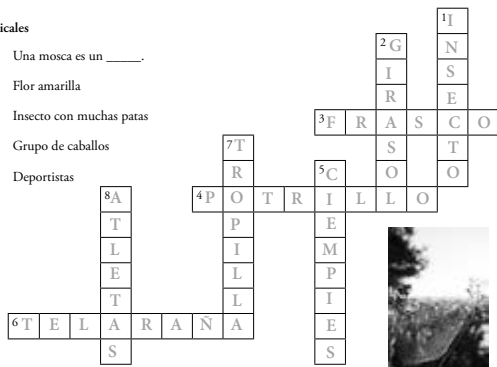 icales
Una mosca es un _____.
Flor amarilla
Insecto con muchas patas
Grupo de caballos
Deportistas
1 I N S E C T O
2 G I R A S O L
3 F R A S C O
7 T R O P I L L A
5 C I E M P I E S
8 A T L E T A S
4 P O T R I L L O
6 T E L A R A Ñ A